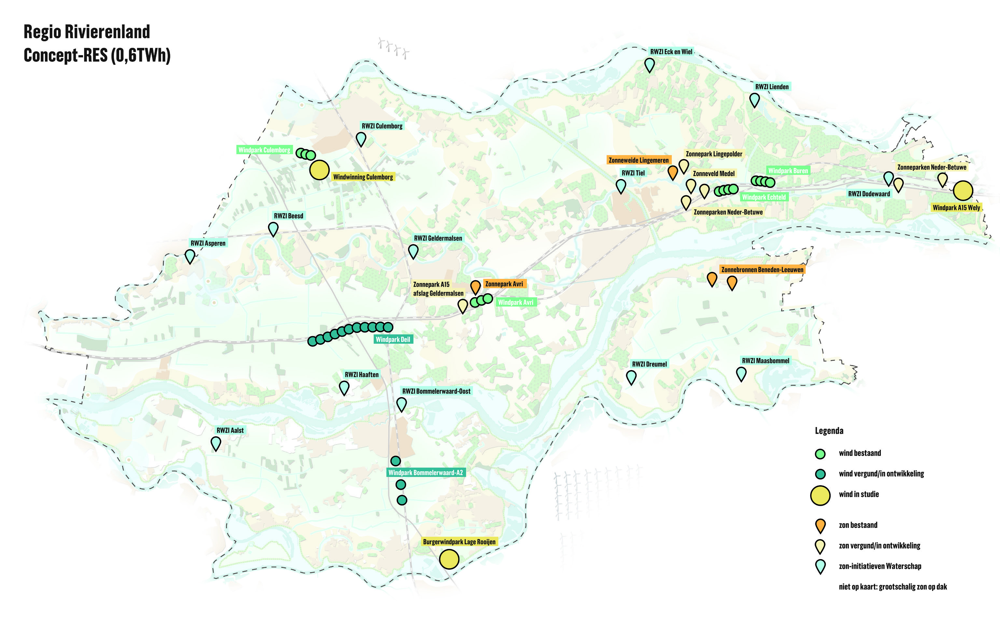 Regio Rivierenland
Concept-RES (0,6TWh)
RWZI Eck en Wiel
RWZI Lienden
RWZI Culemborg
Windpark Culemborg
Windwinning Culemborg
Zonnepark Lingepolder
Zonneweide Lingemeren
RWZI Tiel
Zonneveld Medel
Windpark Buren
Zonneparken Neder-Betuwe
RWZI Dodewaard
Windpark Echteld
Windpark A15 Wely
Zonneparken Neder-Betuwe
RWZI Beesd
RWZI Asperen
RWZI Geldermalsen
Zonnebronnen Beneden-Leeuwen
Zonnepark A15
afslag Geldermalsen
Zonnepark Avri
Windpark Avri
Windpark Deil
RWZI Dreumel
RWZI Maasbommel
RWZI Haaften
RWZI Bommelerwaard-Oost
RWZI Aalst
Windpark Bommelerwaard-A2
Burgerwindpark Lage Rooijen
Legenda
wind bestaand
wind vergund/in ontwikkeling
wind in studie
zon bestaand
zon vergund/in ontwikkeling
zon-initiatieven Waterschap
niet op kaart: grootschalig zon op dak